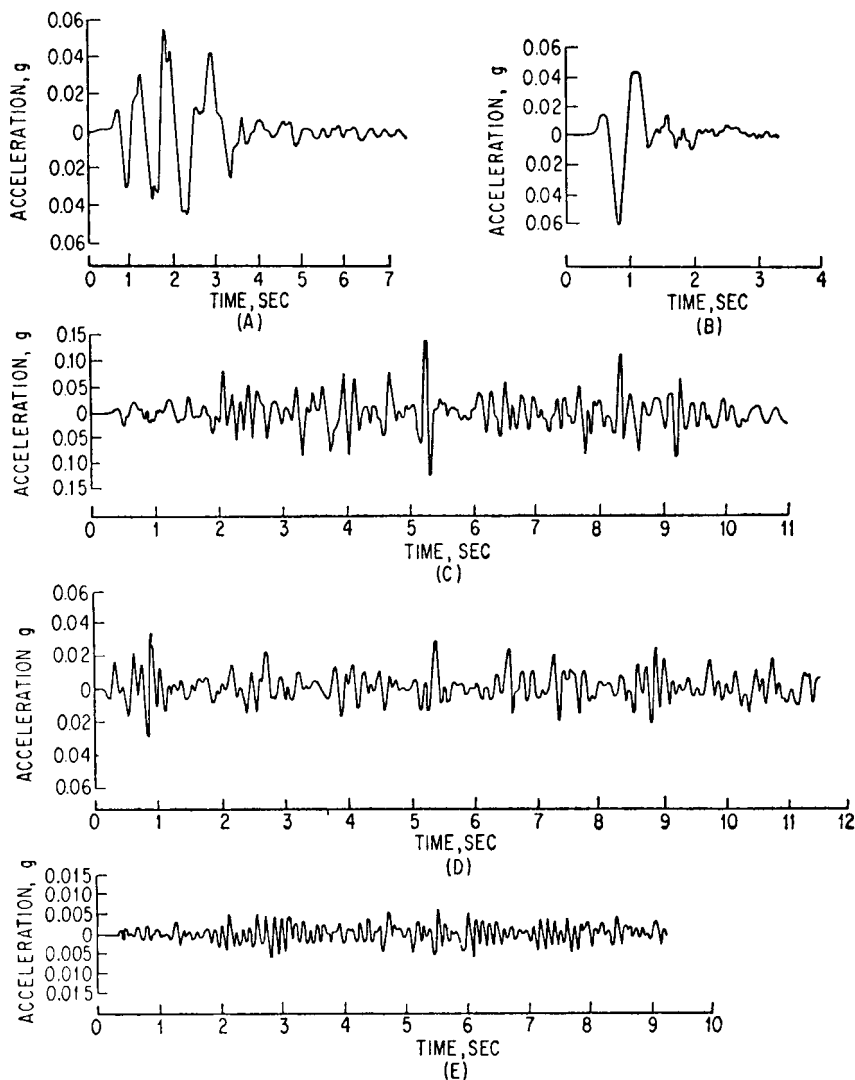 ACCELERATION, g
0.06
0.04
0.02
0
0.02
0.04
0.06
0 1 2 3 4 5 6 7
TIME, SEC
(A)
ACCELERATION, g
0.06
0.04
0.02
0
0.02
0.04
0.06
0 1 2 3 4
TIME, SEC
(B)
ACCELERATION, g
0.15
0.10
0.05
0
0.05
0.10
0.15
0 1 2 3 4 5 6 7 8 9 10 11
TIME, SEC
(C)
ACCELERATION g
0.06
0.04
0.02
0
0.02
0.04
0.06
0 1 2 3 4 5 6 7 8 9 10 11 12
TIME, SEC
(D)
ACCELERATION, g
0.015
0.010
0.005
0
0.005
0.010
0.015
0 1 2 3 4 5 6 7 8 9 10
TIME, SEC
(E)